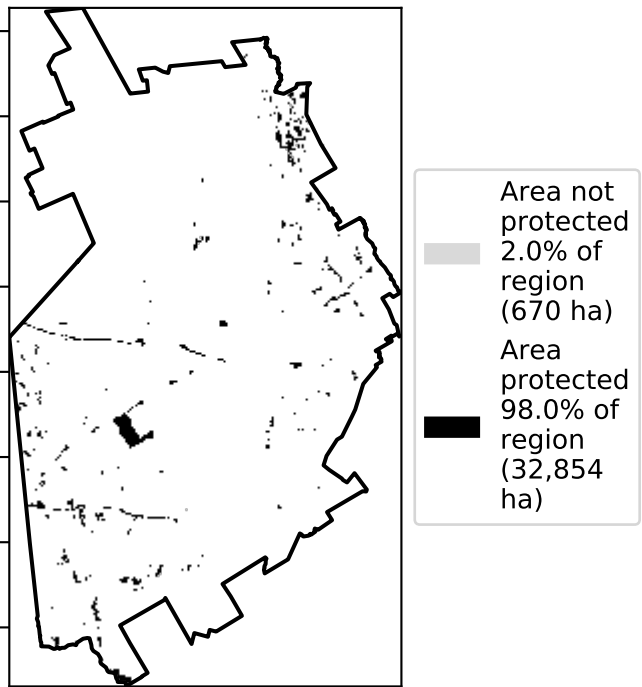 Area not
protected
2.0% of
region
(670 ha)
Area
protected
98.0% of
region
(32,854
ha)